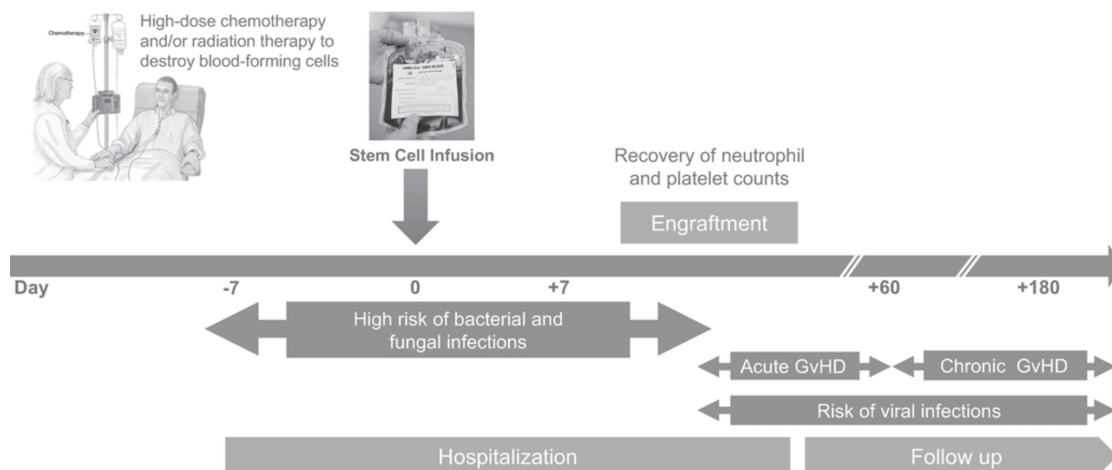 Chemotherapy
High-dose chemotherapy
and/or radiation therapy to
destroy blood-forming cells
Stem Cell Infusion
Recovery of neutrophil
and platelet counts
Engraftment
Day
-7
0
+7
+60
+180
High risk of bacterial and
fungal infections
Acute GvHD
Chronic GvHD
Risk of viral infections
Hospitalization
Follow up